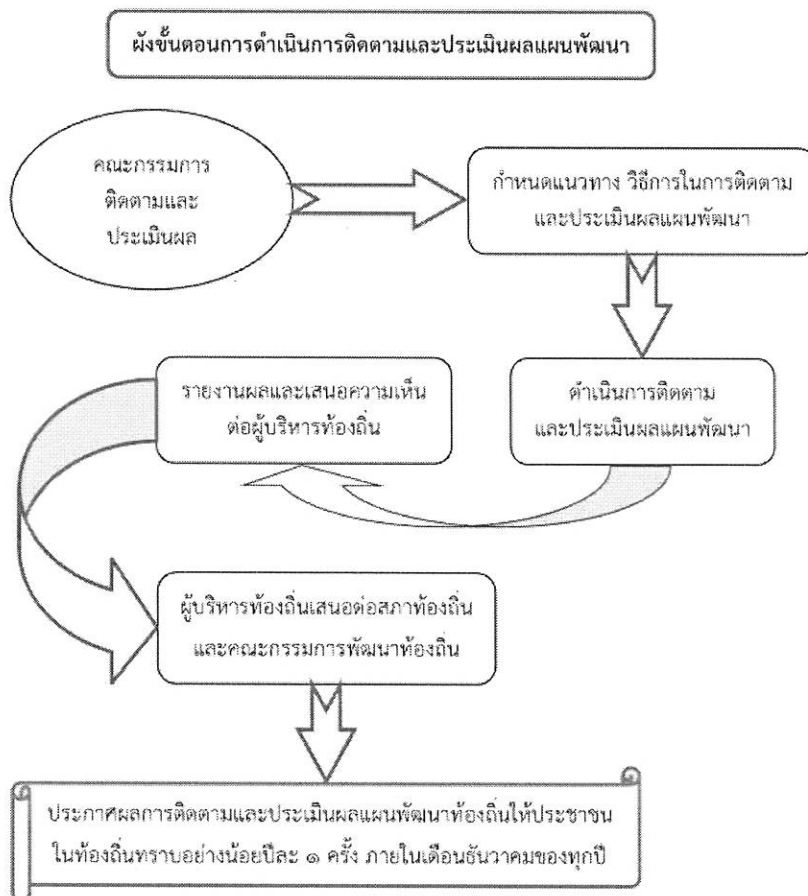 ผังขั้นตอนการดำเนินการติดตามและประเมินผลแผนพัฒนา
คณะกรรมการ
ติดตามและ
ประเมินผล
กำหนดแนวทาง วิธีการในการติดตาม
และประเมินผลแผนพัฒนา
ดำเนินการติดตาม
และประเมินผลแผนพัฒนา
รายงานผลและเสนอความเห็น
ต่อผู้บริหารท้องถิ่น
ผู้บริหารท้องถิ่นเสนอต่อสภาท้องถิ่น
และคณะกรรมการพัฒนาท้องถิ่น
ประกาศผลการติดตามและประเมินผลแผนพัฒนาท้องถิ่นให้ประชาชน
ในท้องถิ่นทราบอย่างน้อยปีละ ๑ ครั้ง ภายในเดือนธันวาคมของทุกปี